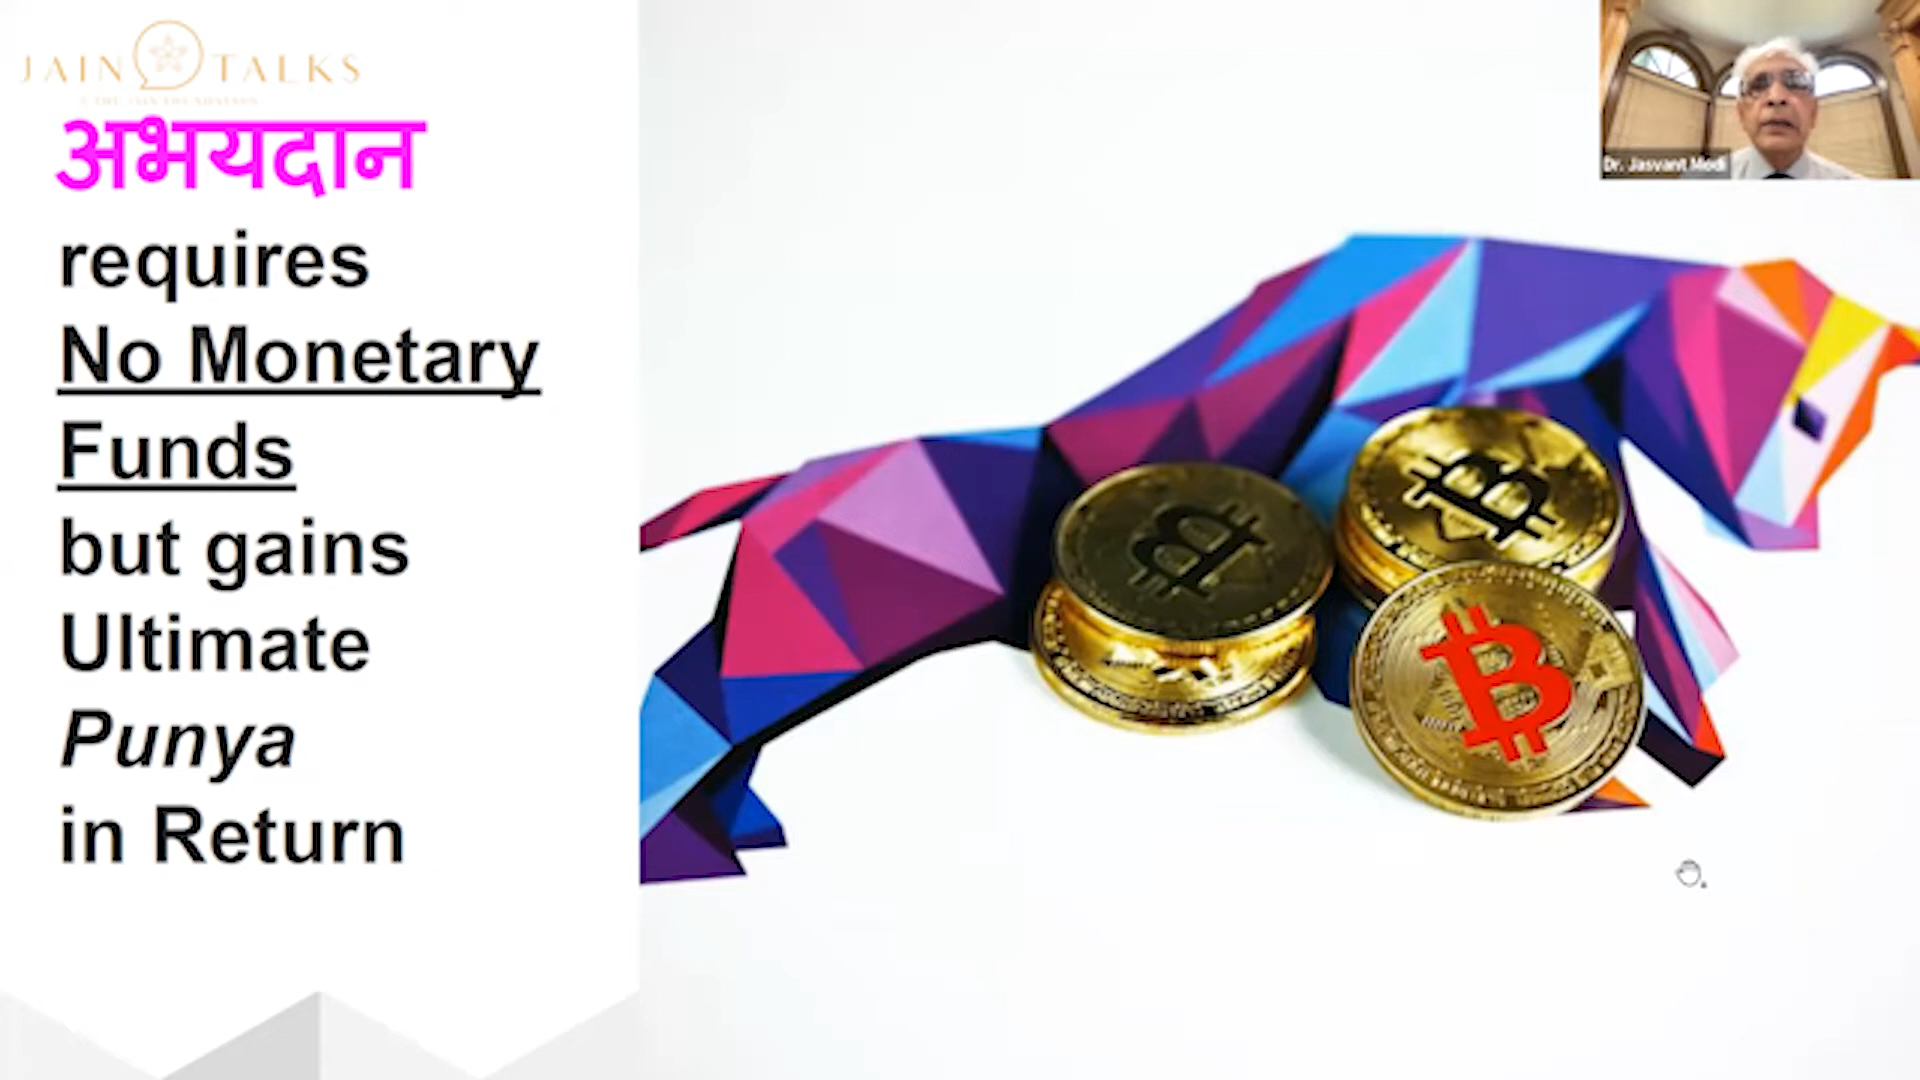 JAIN TALKS
अभयदान
requires
No Monetary
Funds
but gains
Ultimate
Punya
in Return
Dr. Jasvant Modi